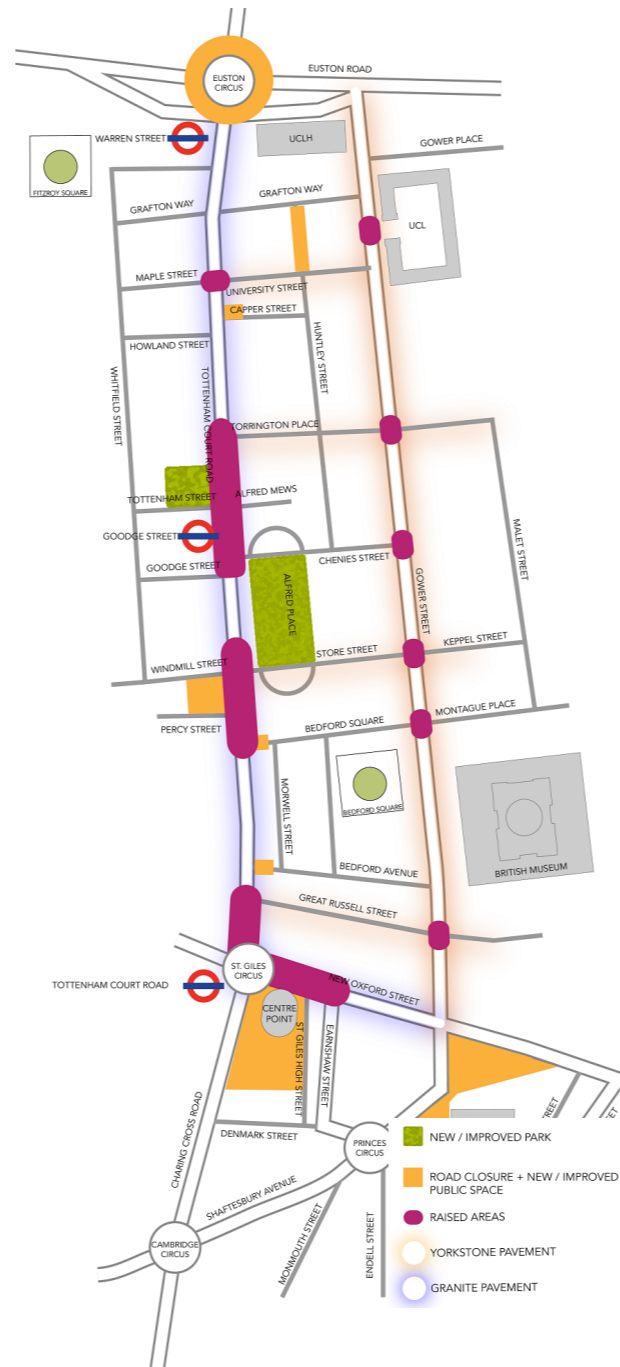 EUSTON ROAD
EUSTON
CIRCUS
WARREN STREET
UCLH
GOWER PLACE
FITZROY SQUARE
GRAFTON WAY
GRAFTON WAY
UCL
MAPLE STREET
UNIVERSITY STREET
CAPPER STREET
HOWLAND STREET
HUNTLEY STREET
WHITFIELD STREET
TOTTENHAM COURT ROAD
TORRINGTON PLACE
TOTTENHAM STREET
ALFRED MEWS
GOODGE STREET
MALET STREET
GOODGE STREET
CHENIES STREET
ALFRED PLACE
GOWER STREET
STORE STREET
KEPPEL STREET
WINDMILL STREET
PERCY STREET
BEDFORD SQUARE
MONTAGUE PLACE
MORWELL STREET
BEDFORD SQUARE
BEDFORD AVENUE
BRITISH MUSEUM
GREAT RUSSELL STREET
ST. GILES
CIRCUS
TOTTENHAM COURT ROAD
NEW OXFORD STREET
CENTRE
POINT
ST GILES HIGH STREET
EARNSHAW STREET
CHARING CROSS ROAD
DENMARK STREET
PRINCES
CIRCUS
STREET
ET
SHAFTESBURY AVENUE
CAMBRIDGE
CIRCUS
MONMOUTH STREET
ENDELL STREET
NEW / IMPROVED PARK
ROAD CLOSURE + NEW / IMPROVED
PUBLIC SPACE
RAISED AREAS
YORKSTONE PAVEMENT
GRANITE PAVEMENT